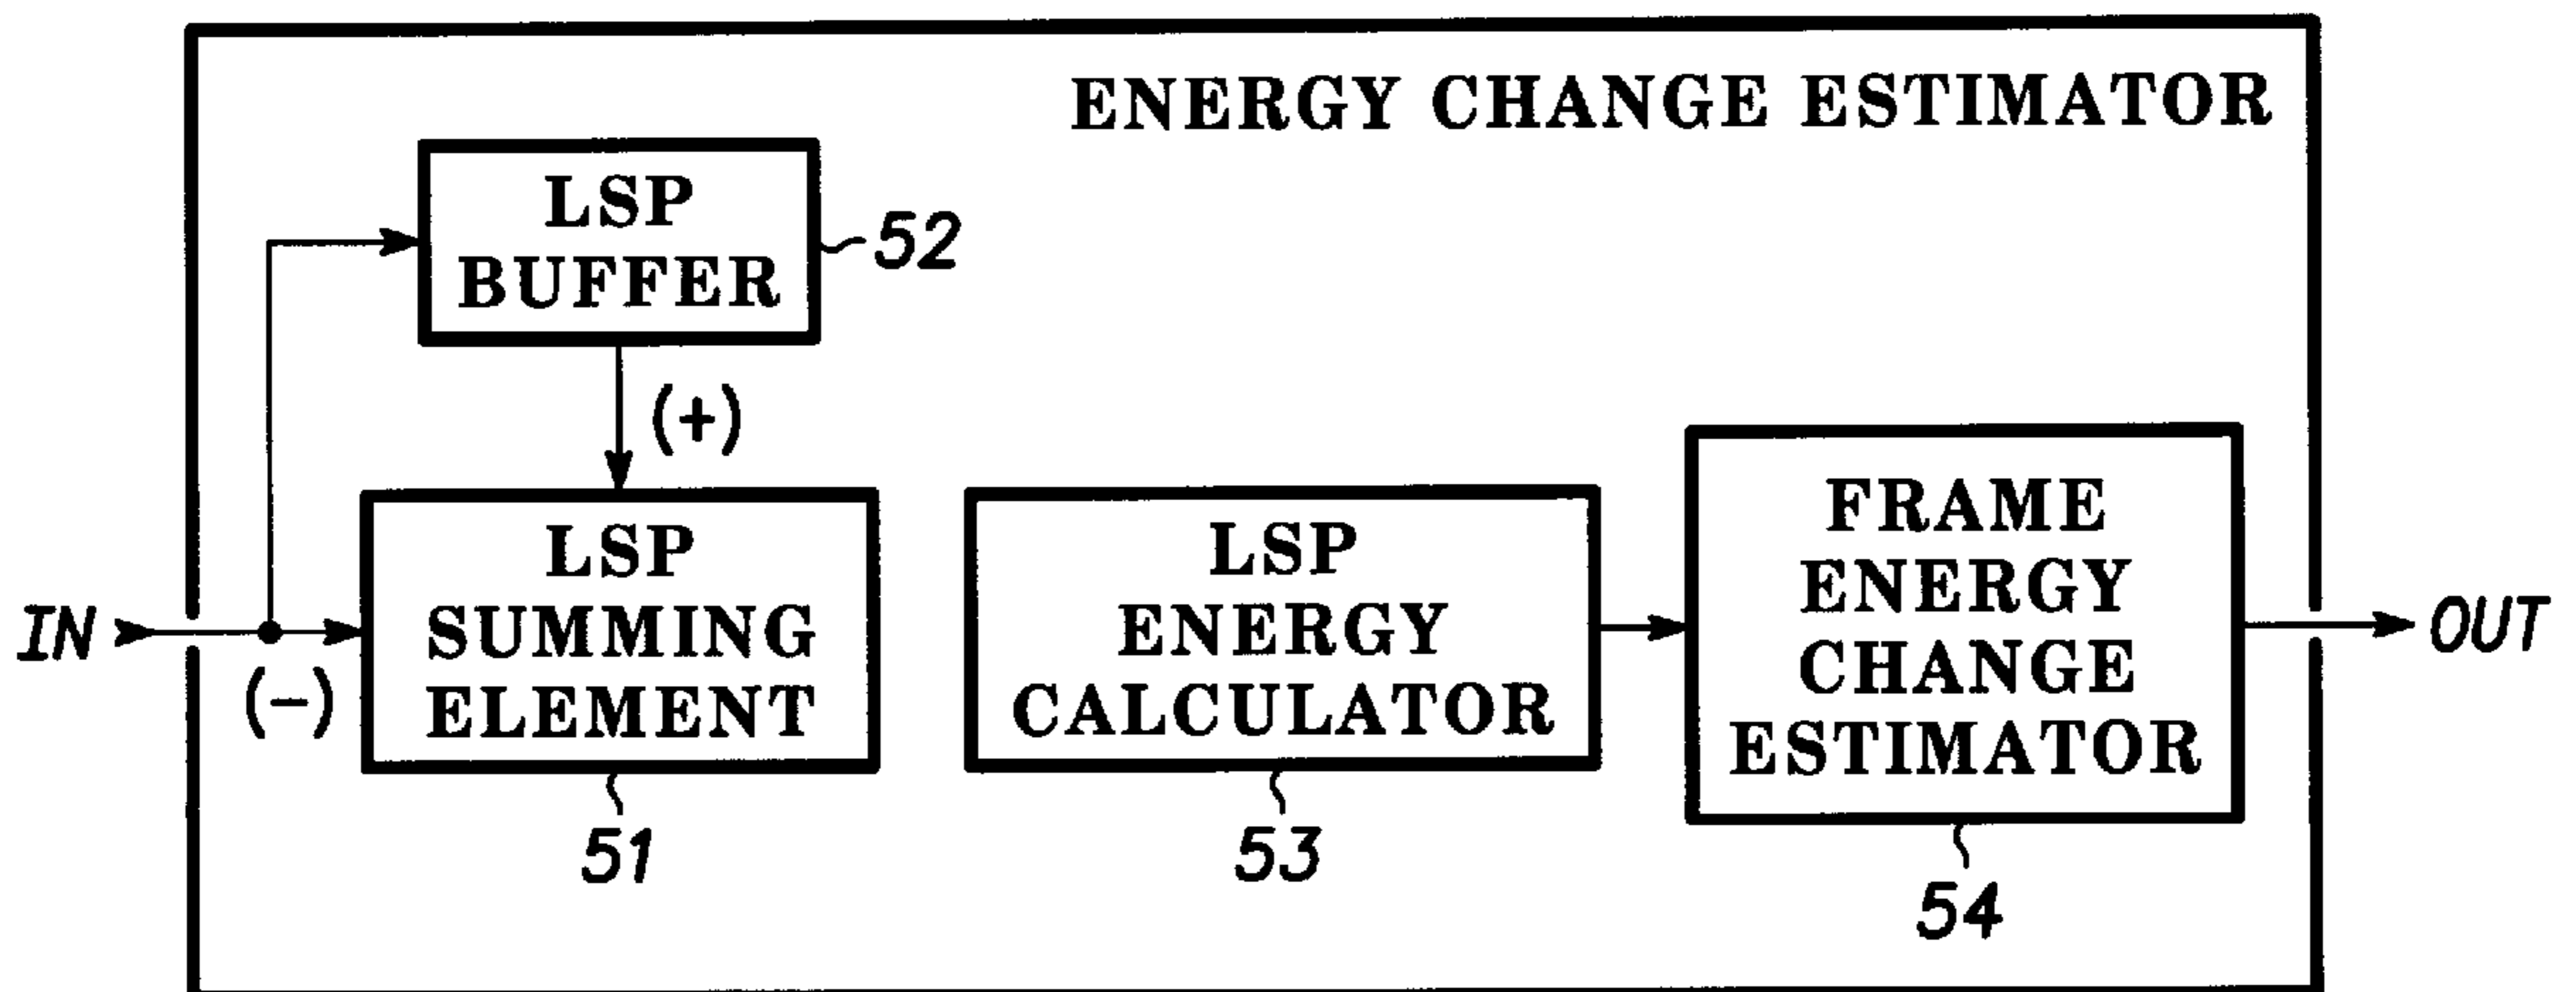 ENERGY CHANGE ESTIMATOR
LSP
BUFFER
52
(+)
IN
(-)
LSP
SUMMING
ELEMENT
51
LSP
ENERGY
CALCULATOR
53
FRAME
ENERGY
CHANGE
ESTIMATOR
54
OUT